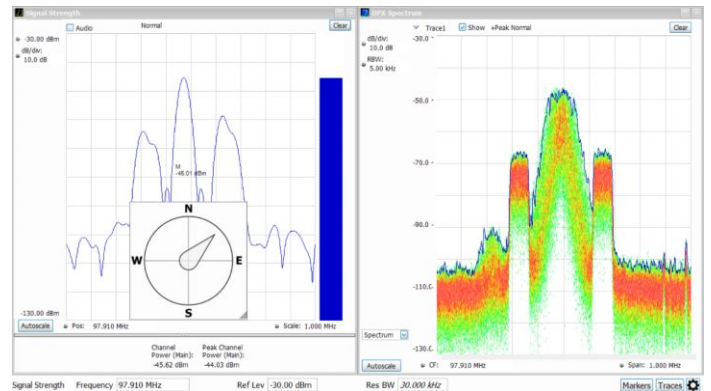 Signal Strength
Audio
Normal
Clear
-30.00 dBm
dB/div:
10.0 dB
M
-46.01 dBm
N
W
E
S
-130.00 dBm
Autoscale
Pos: 97.910 MHz
Scale: 1.000 MHz
Channel
Power (Main):
-45.62 dBm
Peak Channel
Power (Main):
-44.03 dBm
DPX Spectrum
Trace1
Show
+Peak Normal
Clear
dB/div:
10.0 dB
RBW:
5.00 kHz
-30.0
-50.0
-70.0
-90.0
-110.0
-130.0
Spectrum
Autoscale
CF: 97.910 MHz
Span: 1.000 MHz
Signal Strength Frequency 97.910 MHz Ref Lev -30.00 dBm Res BW 30.000 kHz Markers Traces